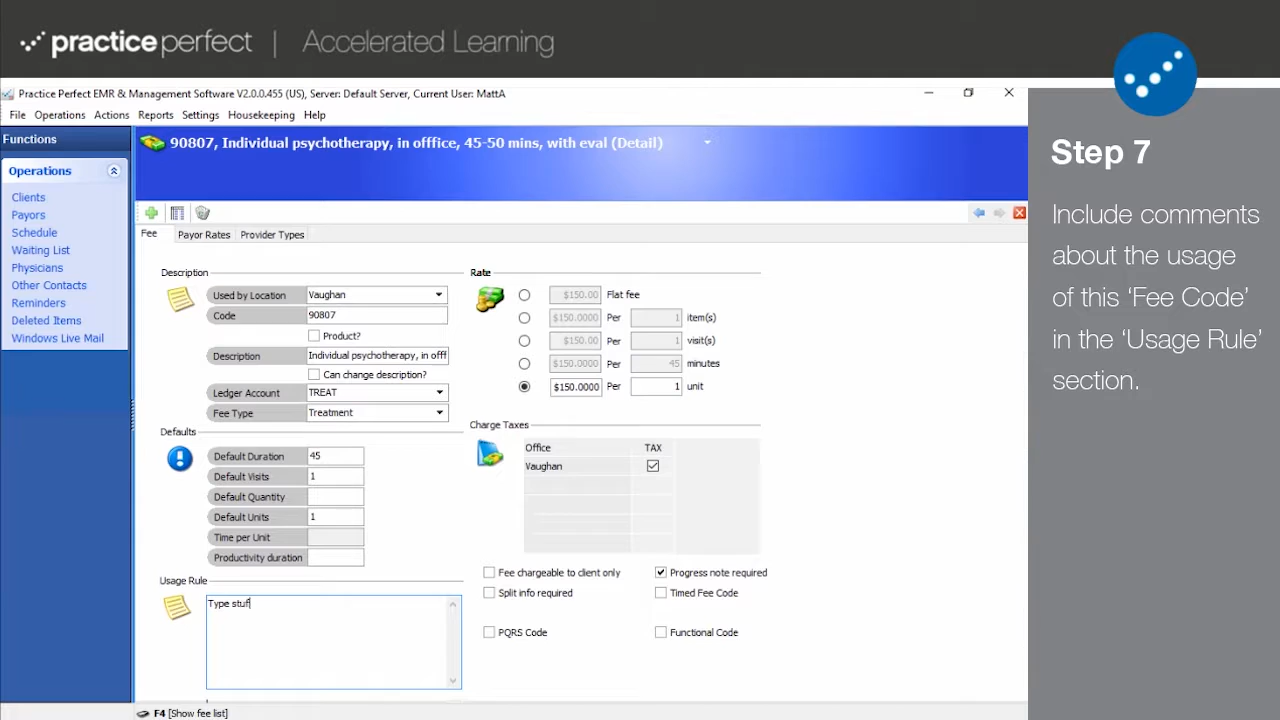 practiceperfect | Accelerated Learning
Practice Perfect EMR & Management Software V2.0.0.455 (US), Server: Default Server, Current User: MattA
File Operations Actions Reports Settings Housekeeping Help
Functions
Operations
Clients
Payors
Schedule
Waiting List
Physicians
Other Contacts
Reminders
Deleted Items
Windows Live Mail
90807, Individual psychotherapy, in offfice, 45-50 mins, with eval (Detail)
Fee Payor Rates Provider Types
Description
Used by Location Vaughan
Code 90807
Product?
Description Individual psychotherapy, in offf
Can change description?
Ledger Account TREAT
Fee Type Treatment
Defaults
Default Duration 45
Default Visits 1
Default Quantity
Default Units 1
Time per Unit
Productivity duration
Usage Rule
Type stuf
Rate
$150.00 Flat fee
$150.0000 Per 1 item(s)
$150.0000 Per 1 visit(s)
$150.0000 Per 45 minutes
$150.0000 Per 1 unit
Charge Taxes
Office TAX
Vaughan
Fee chargeable to client only Progress note required
Split info required Timed Fee Code
PQRS Code Functional Code
F4 [Show fee list]
Step 7
Include comments
about the usage
of this ‘Fee Code’
in the ‘Usage Rule’
section.